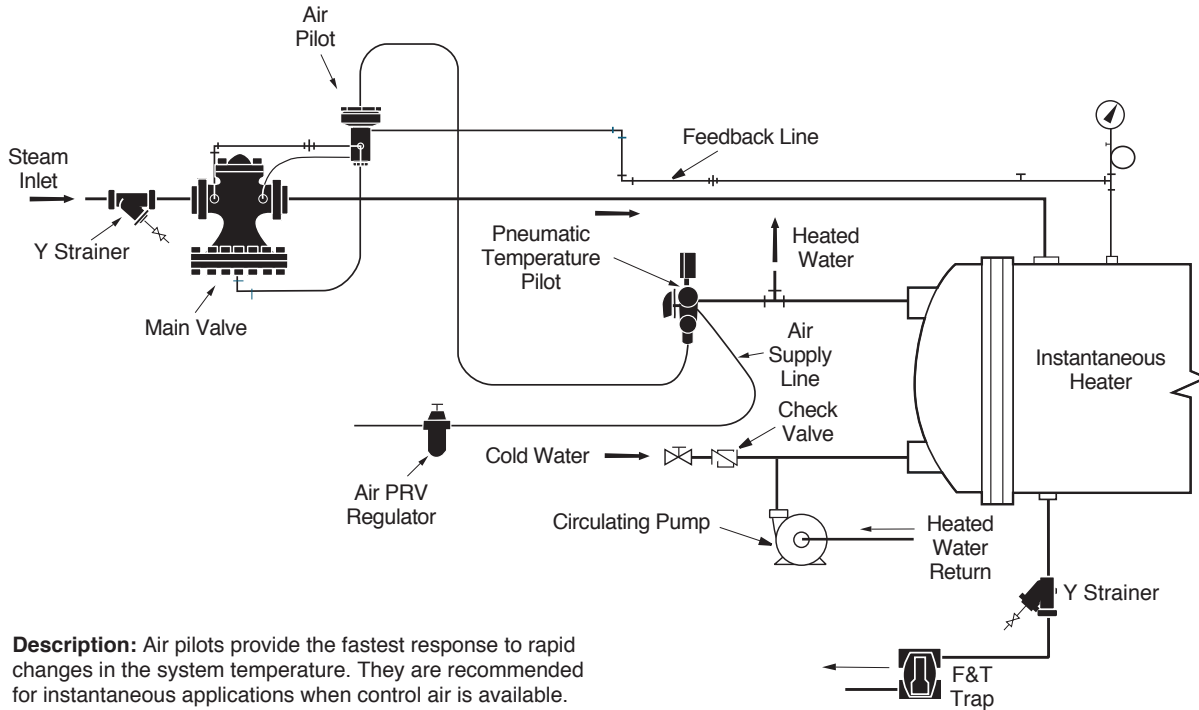 Air
Pilot
Steam
Inlet
Feedback Line
Y Strainer
Pneumatic
Temperature
Pilot
Heated
Water
Main Valve
Air
Supply
Line
Instantaneous
Heater
Check
Valve
Cold Water
Air PRV
Regulator
Circulating Pump
Heated
Water
Return
Y Strainer
Description: Air pilots provide the fastest response to rapid
changes in the system temperature. They are recommended
for instantaneous applications when control air is available.
F&T
Trap